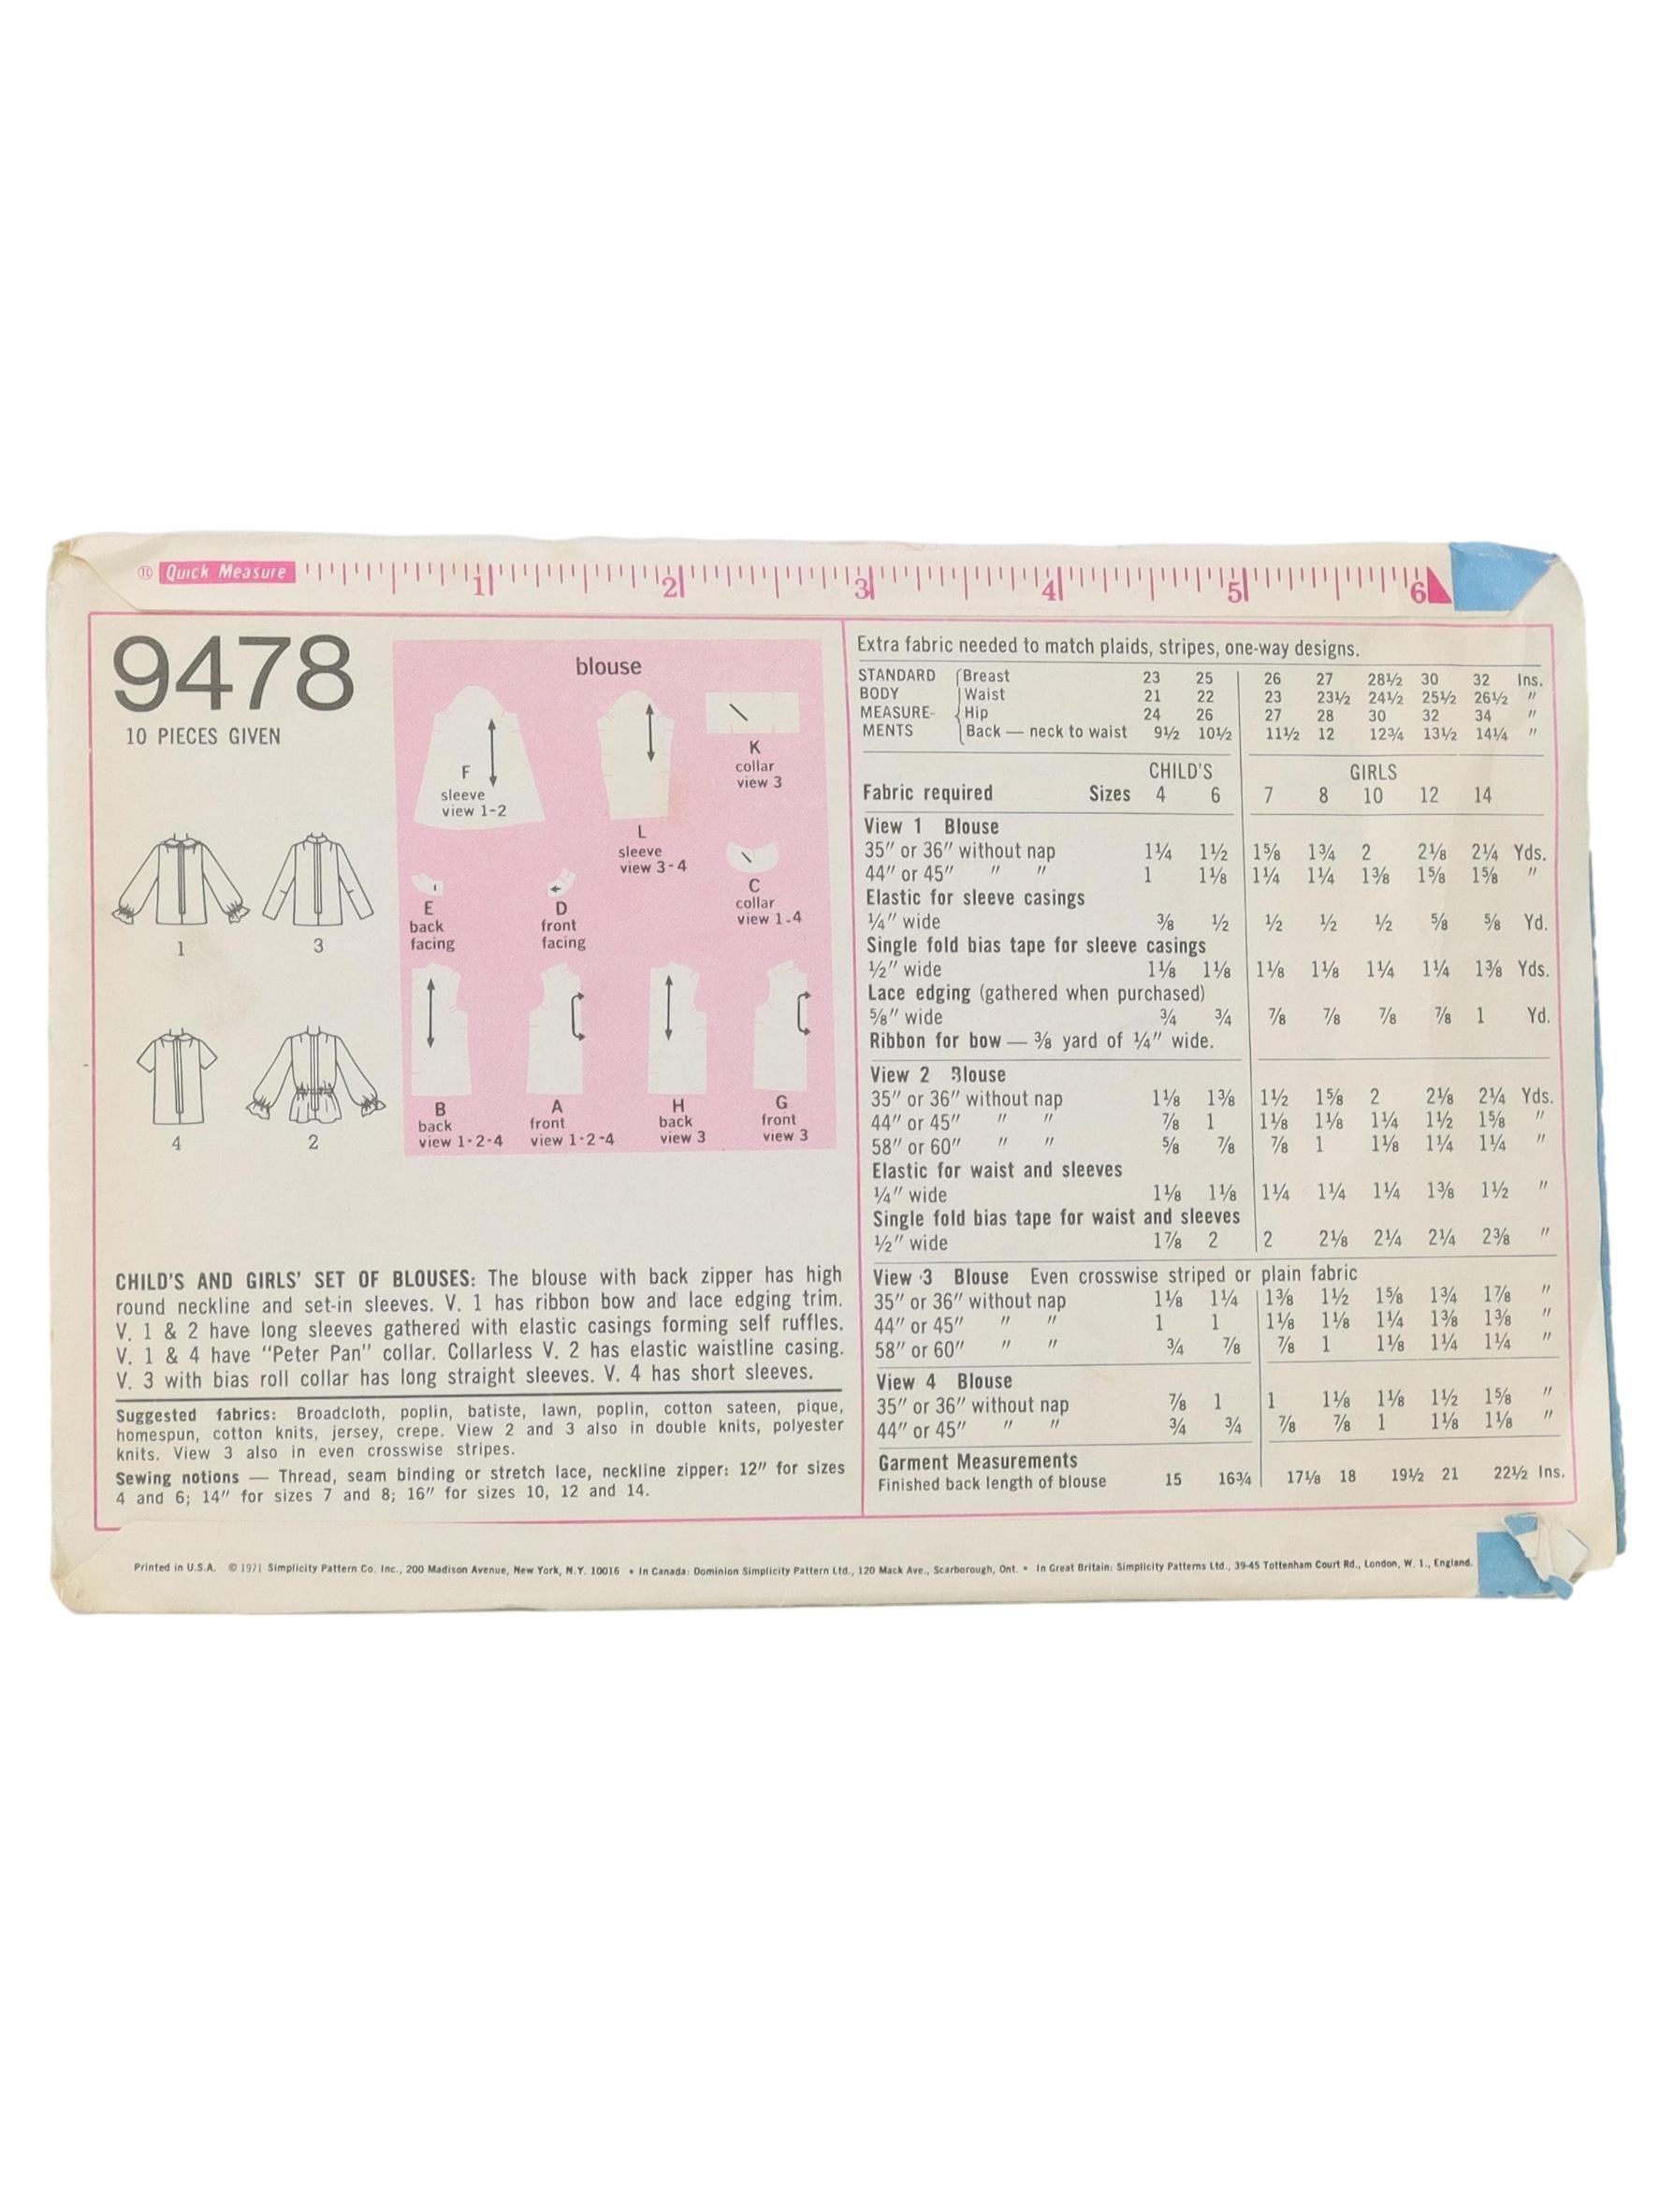 ® Quick Measure 1 2 3 4 5 6
9478
10 PIECES GIVEN
1
3
4
2
blouse
F
sleeve
view 1-2
L
sleeve
view 3-4
K
collar
view 3
E
back
facing
D
front
facing
C
collar
view 1-4
B
back
view 1-2-4
A
front
view 1-2-4
H
back
view 3
G
front
view 3
CHILD'S AND GIRLS' SET OF BLOUSES: The blouse with back zipper has high
round neckline and set-in sleeves. V. 1 has ribbon bow and lace edging trim.
V. 1 & 2 have long sleeves gathered with elastic casings forming self ruffles.
V. 1 & 4 have "Peter Pan" collar. Collarless V. 2 has elastic waistline casing.
V. 3 with bias roll collar has long straight sleeves. V. 4 has short sleeves.
Suggested fabrics: Broadcloth, poplin, batiste, lawn, poplin, cotton sateen, pique,
homespun, cotton knits, jersey, crepe. View 2 and 3 also in double knits, polyester
knits. View 3 also in even crosswise stripes.
Sewing notions — Thread, seam binding or stretch lace, neckline zipper: 12" for sizes
4 and 6; 14" for sizes 7 and 8; 16" for sizes 10, 12 and 14.
Extra fabric needed to match plaids, stripes, one-way designs.
STANDARD Breast 23 25 26 27 28½ 30 32 Ins.
BODY Waist 21 22 23 23½ 24½ 25½ 26½ "
MEASURE- Hip 24 26 27 28 30 32 34 "
MENTS Back — neck to waist 9½ 10½ 11½ 12 12¾ 13½ 14¼ "
CHILD'S GIRLS
Fabric required Sizes 4 6 7 8 10 12 14
View 1 Blouse
35" or 36" without nap 1¼ 1½ 1⅝ 1¾ 2 2⅛ 2¼ Yds.
44" or 45" " " 1 1⅛ 1¼ 1¼ 1⅜ 1⅝ 1⅝ "
Elastic for sleeve casings
¼" wide ⅜ ½ ½ ½ ½ ⅝ ⅝ Yd.
Single fold bias tape for sleeve casings
½" wide 1⅛ 1⅛ 1⅛ 1⅛ 1¼ 1¼ 1⅜ Yds.
Lace edging (gathered when purchased)
⅝" wide ¾ ¾ ⅞ ⅞ ⅞ ⅞ 1 Yd.
Ribbon for bow — ⅜ yard of ¼" wide.
View 2 Blouse
35" or 36" without nap 1⅛ 1⅜ 1½ 1⅝ 2 2⅛ 2¼ Yds.
44" or 45" " " ⅞ 1 1⅛ 1⅛ 1¼ 1½ 1⅝ "
58" or 60" " " ⅝ ⅞ ⅞ 1 1⅛ 1¼ 1¼ "
Elastic for waist and sleeves
¼" wide 1⅛ 1⅛ 1¼ 1¼ 1¼ 1⅜ 1½ "
Single fold bias tape for waist and sleeves
½" wide 1⅞ 2 2 2⅛ 2¼ 2¼ 2⅜ "
View 3 Blouse Even crosswise striped or plain fabric
35" or 36" without nap 1⅛ 1¼ 1⅜ 1½ 1⅝ 1¾ 1⅞ "
44" or 45" " " 1 1 1⅛ 1⅛ 1¼ 1⅜ 1⅜ "
58" or 60" " " ¾ ⅞ ⅞ 1 1⅛ 1¼ 1¼ "
View 4 Blouse
35" or 36" without nap ⅞ 1 1 1⅛ 1⅛ 1½ 1⅝ "
44" or 45" " " ¾ ¾ ⅞ ⅞ 1 1⅛ 1⅛ "
Garment Measurements
Finished back length of blouse 15 16¾ 17⅛ 18 19½ 21 22½ Ins.
Printed in U.S.A. © 1971 Simplicity Pattern Co. Inc., 200 Madison Avenue, New York, N.Y. 10016 • In Canada: Dominion Simplicity Pattern Ltd., 120 Mack Ave., Scarborough, Ont. • In Great Britain: Simplicity Patterns Ltd., 39-45 Tottenham Court Rd., London, W. 1., England.